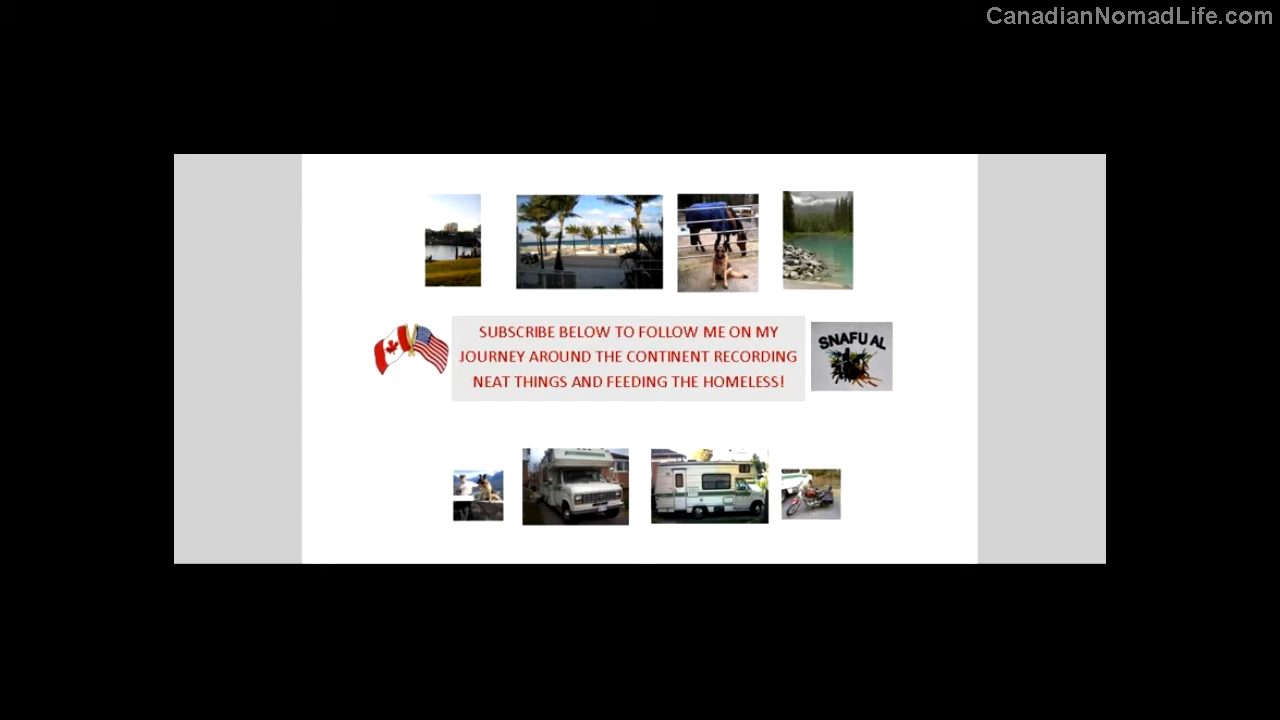 CanadianNomadLife.com
SUBSCRIBE BELOW TO FOLLOW ME ON MY
JOURNEY AROUND THE CONTINENT RECORDING
NEAT THINGS AND FEEDING THE HOMELESS!
SNAFU AL